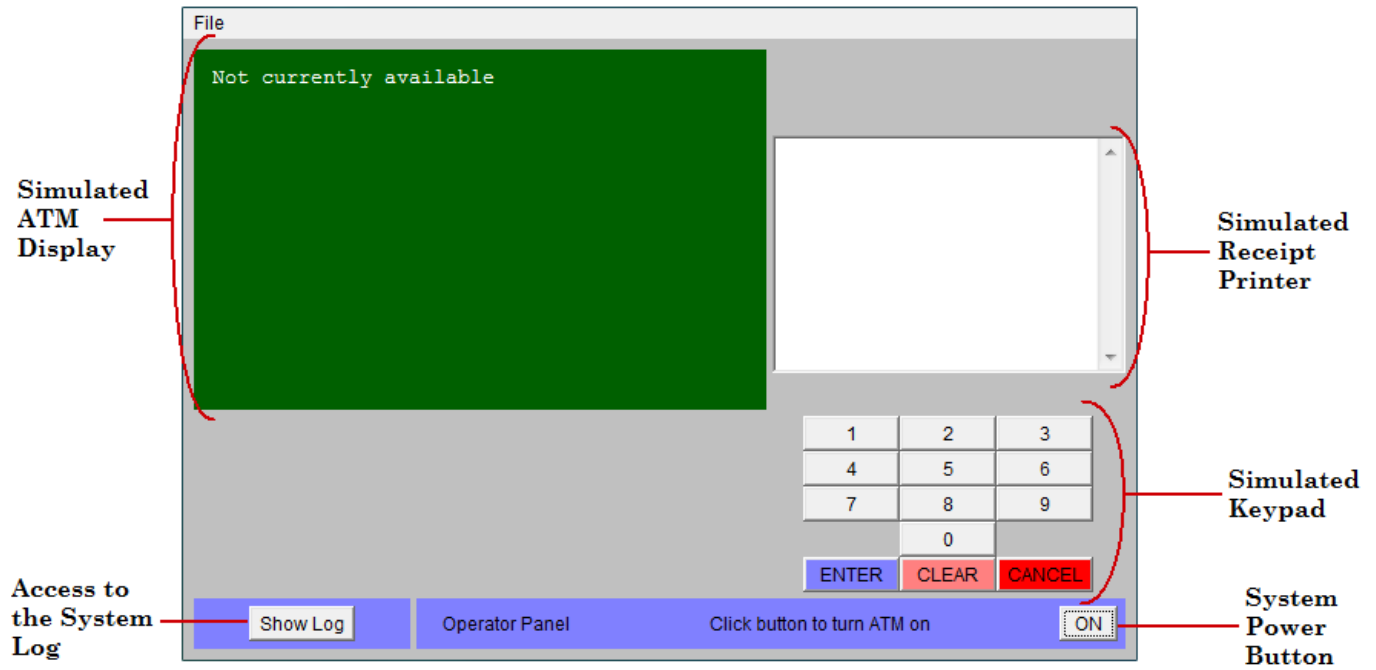 File
Not currently available
Simulated
ATM
Display
Simulated
Receipt
Printer
1 2 3
4 5 6
7 8 9
0
ENTER CLEAR CANCEL
Simulated
Keypad
Access to
the System
Log
Show Log
Operator Panel
Click button to turn ATM on
ON
System
Power
Button